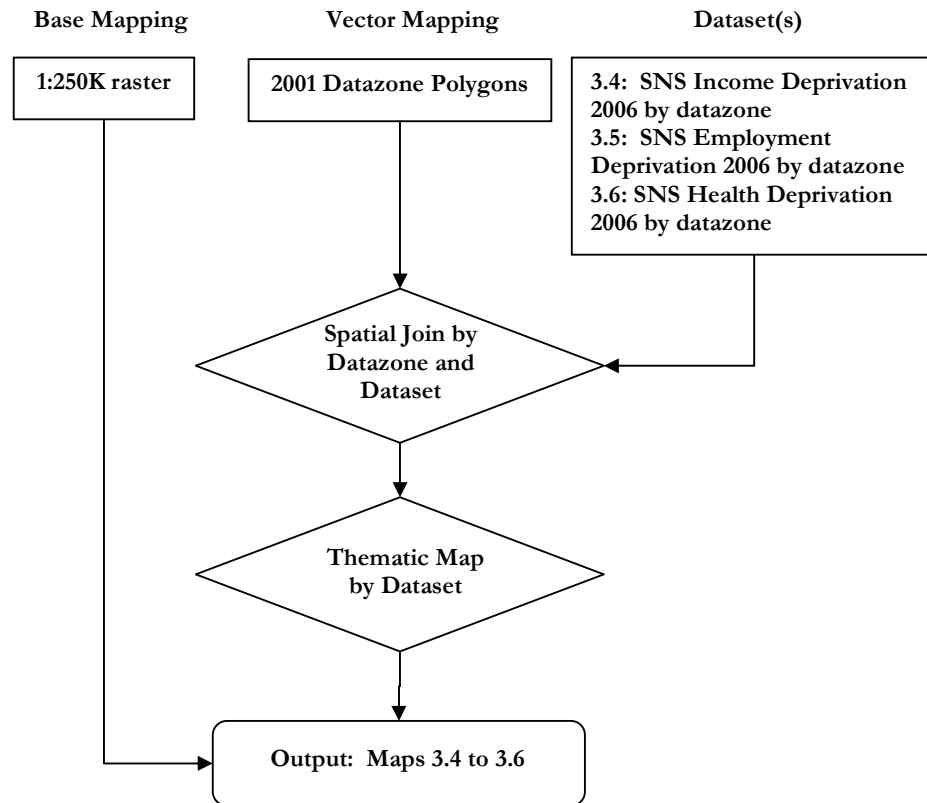 Base Mapping
Vector Mapping
Dataset(s)
1:250K raster
2001 Datazone Polygons
3.4: SNS Income Deprivation
2006 by datazone
3.5: SNS Employment
Deprivation 2006 by datazone
3.6: SNS Health Deprivation
2006 by datazone
Spatial Join by
Datazone and
Dataset
Thematic Map
by Dataset
Output: Maps 3.4 to 3.6